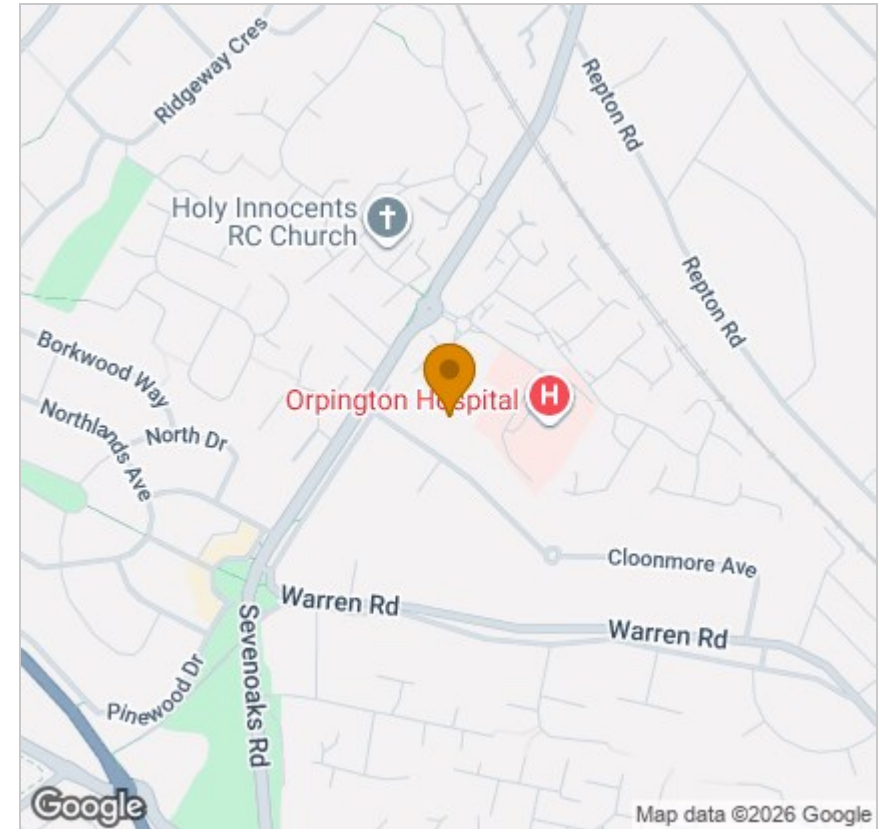 Ridgeway Cres
Repton Rd
Holy Innocents
RC Church
Repton Rd
Borkwood Way
Orpington Hospital
H
Northlands Ave
North Dr
Cloonmore Ave
Warren Rd
Warren Rd
Sevenoaks Rd
Pinewood Dr
Google
Map data ©2026 Google